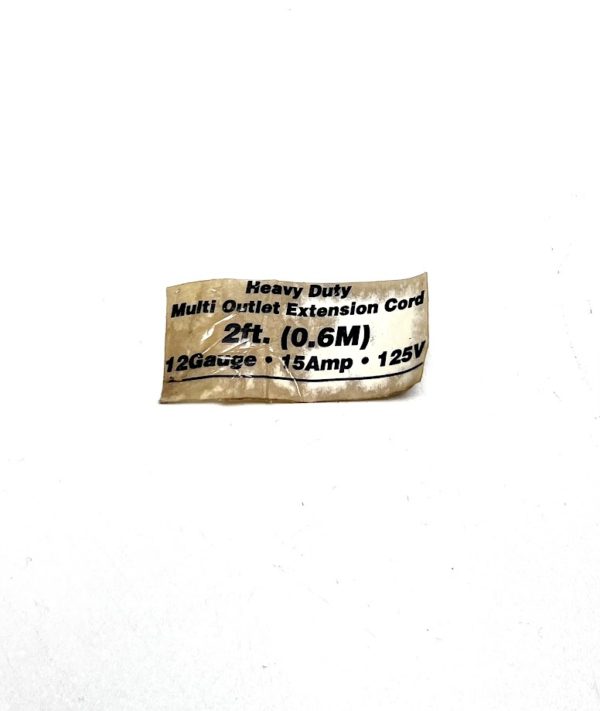 Heavy Duty
Multi Outlet Extension Cord
2ft. (0.6M)
12Gauge • 15Amp • 125V